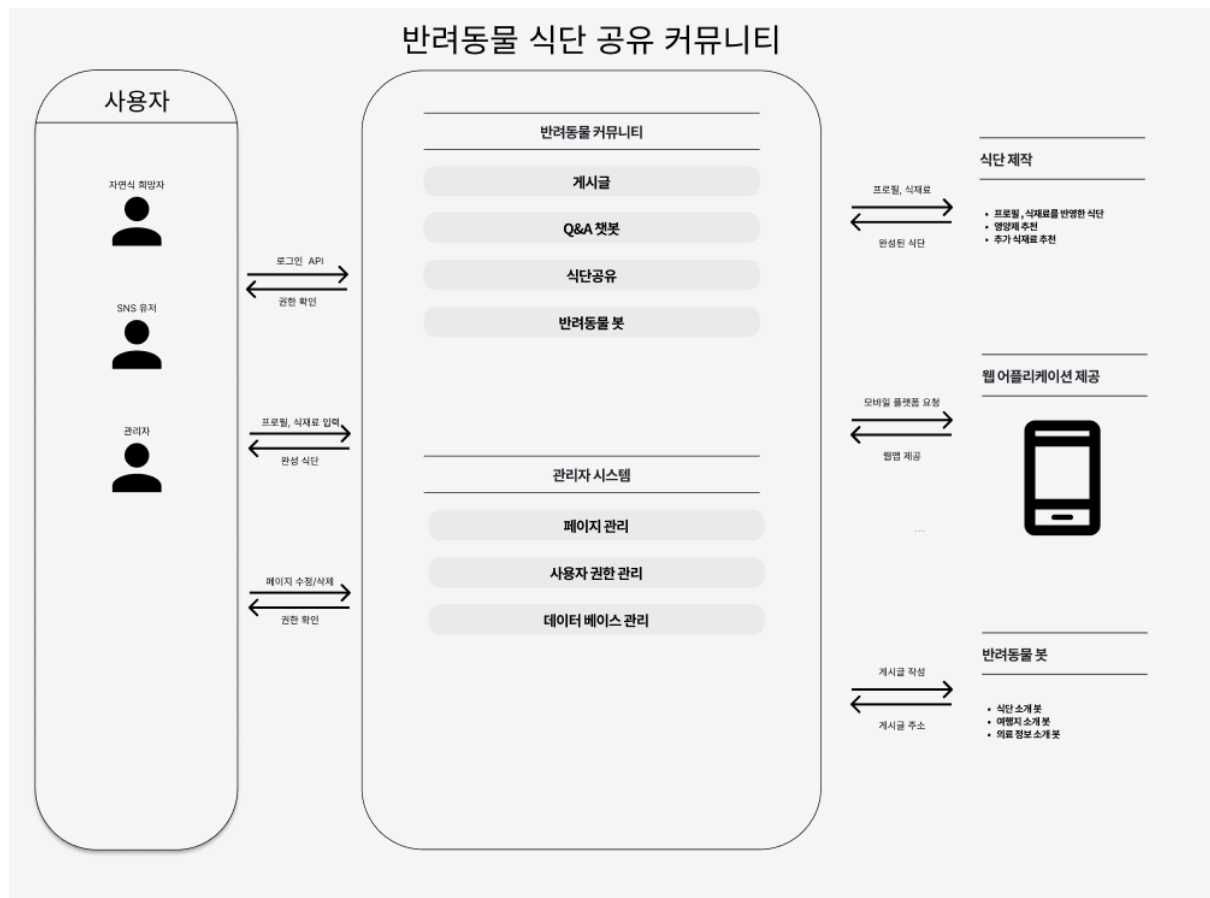 반려동물 식단 공유 커뮤니티
사용자
자연식 희망자
SNS 유저
관리자
로그인 API
권한 확인
프로필, 식재료 입력
완성 식단
페이지 수정/삭제
권한 확인
반려동물 커뮤니티
게시글
Q&A 챗봇
식단공유
반려동물 봇
관리자 시스템
페이지 관리
사용자 권한 관리
데이터 베이스 관리
프로필, 식재료
완성된 식단
모바일 플랫폼 요청
웹앱 제공
...
게시글 작성
게시글 주소
식단 제작
• 프로필 , 식재료를 반영한 식단
• 영양제 추천
• 추가 식재료 추천
웹 어플리케이션 제공
반려동물 봇
• 식단 소개 봇
• 여행지 소개 봇
• 의료 정보 소개 봇